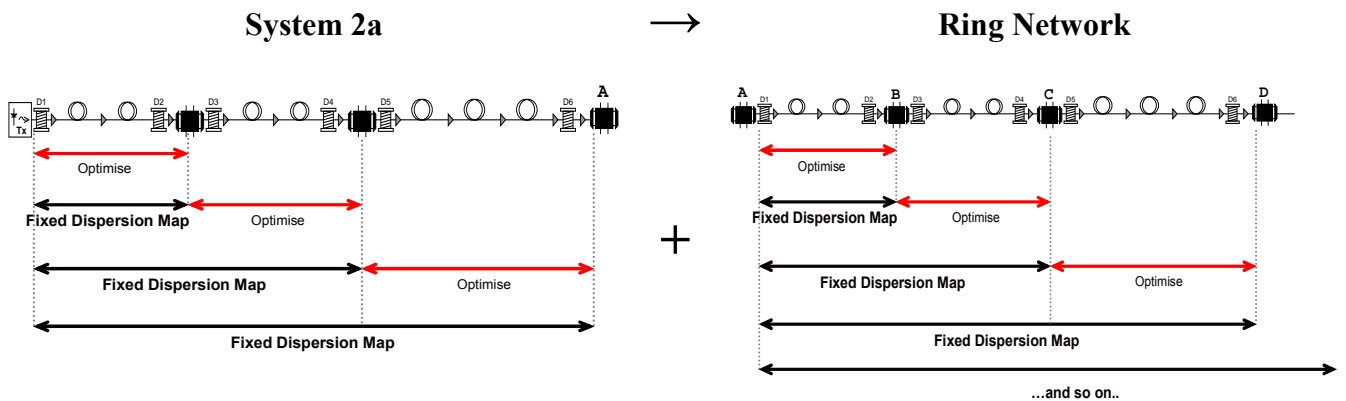 System 2a → Ring Network
A
D1 D2 D3 D4 D5 D6
Tx
Optimise
Fixed Dispersion Map Optimise
Fixed Dispersion Map Optimise
Fixed Dispersion Map
+
A B C D
D1 D2 D3 D4 D5 D6
Optimise
Fixed Dispersion Map Optimise
Fixed Dispersion Map Optimise
Fixed Dispersion Map
...and so on..